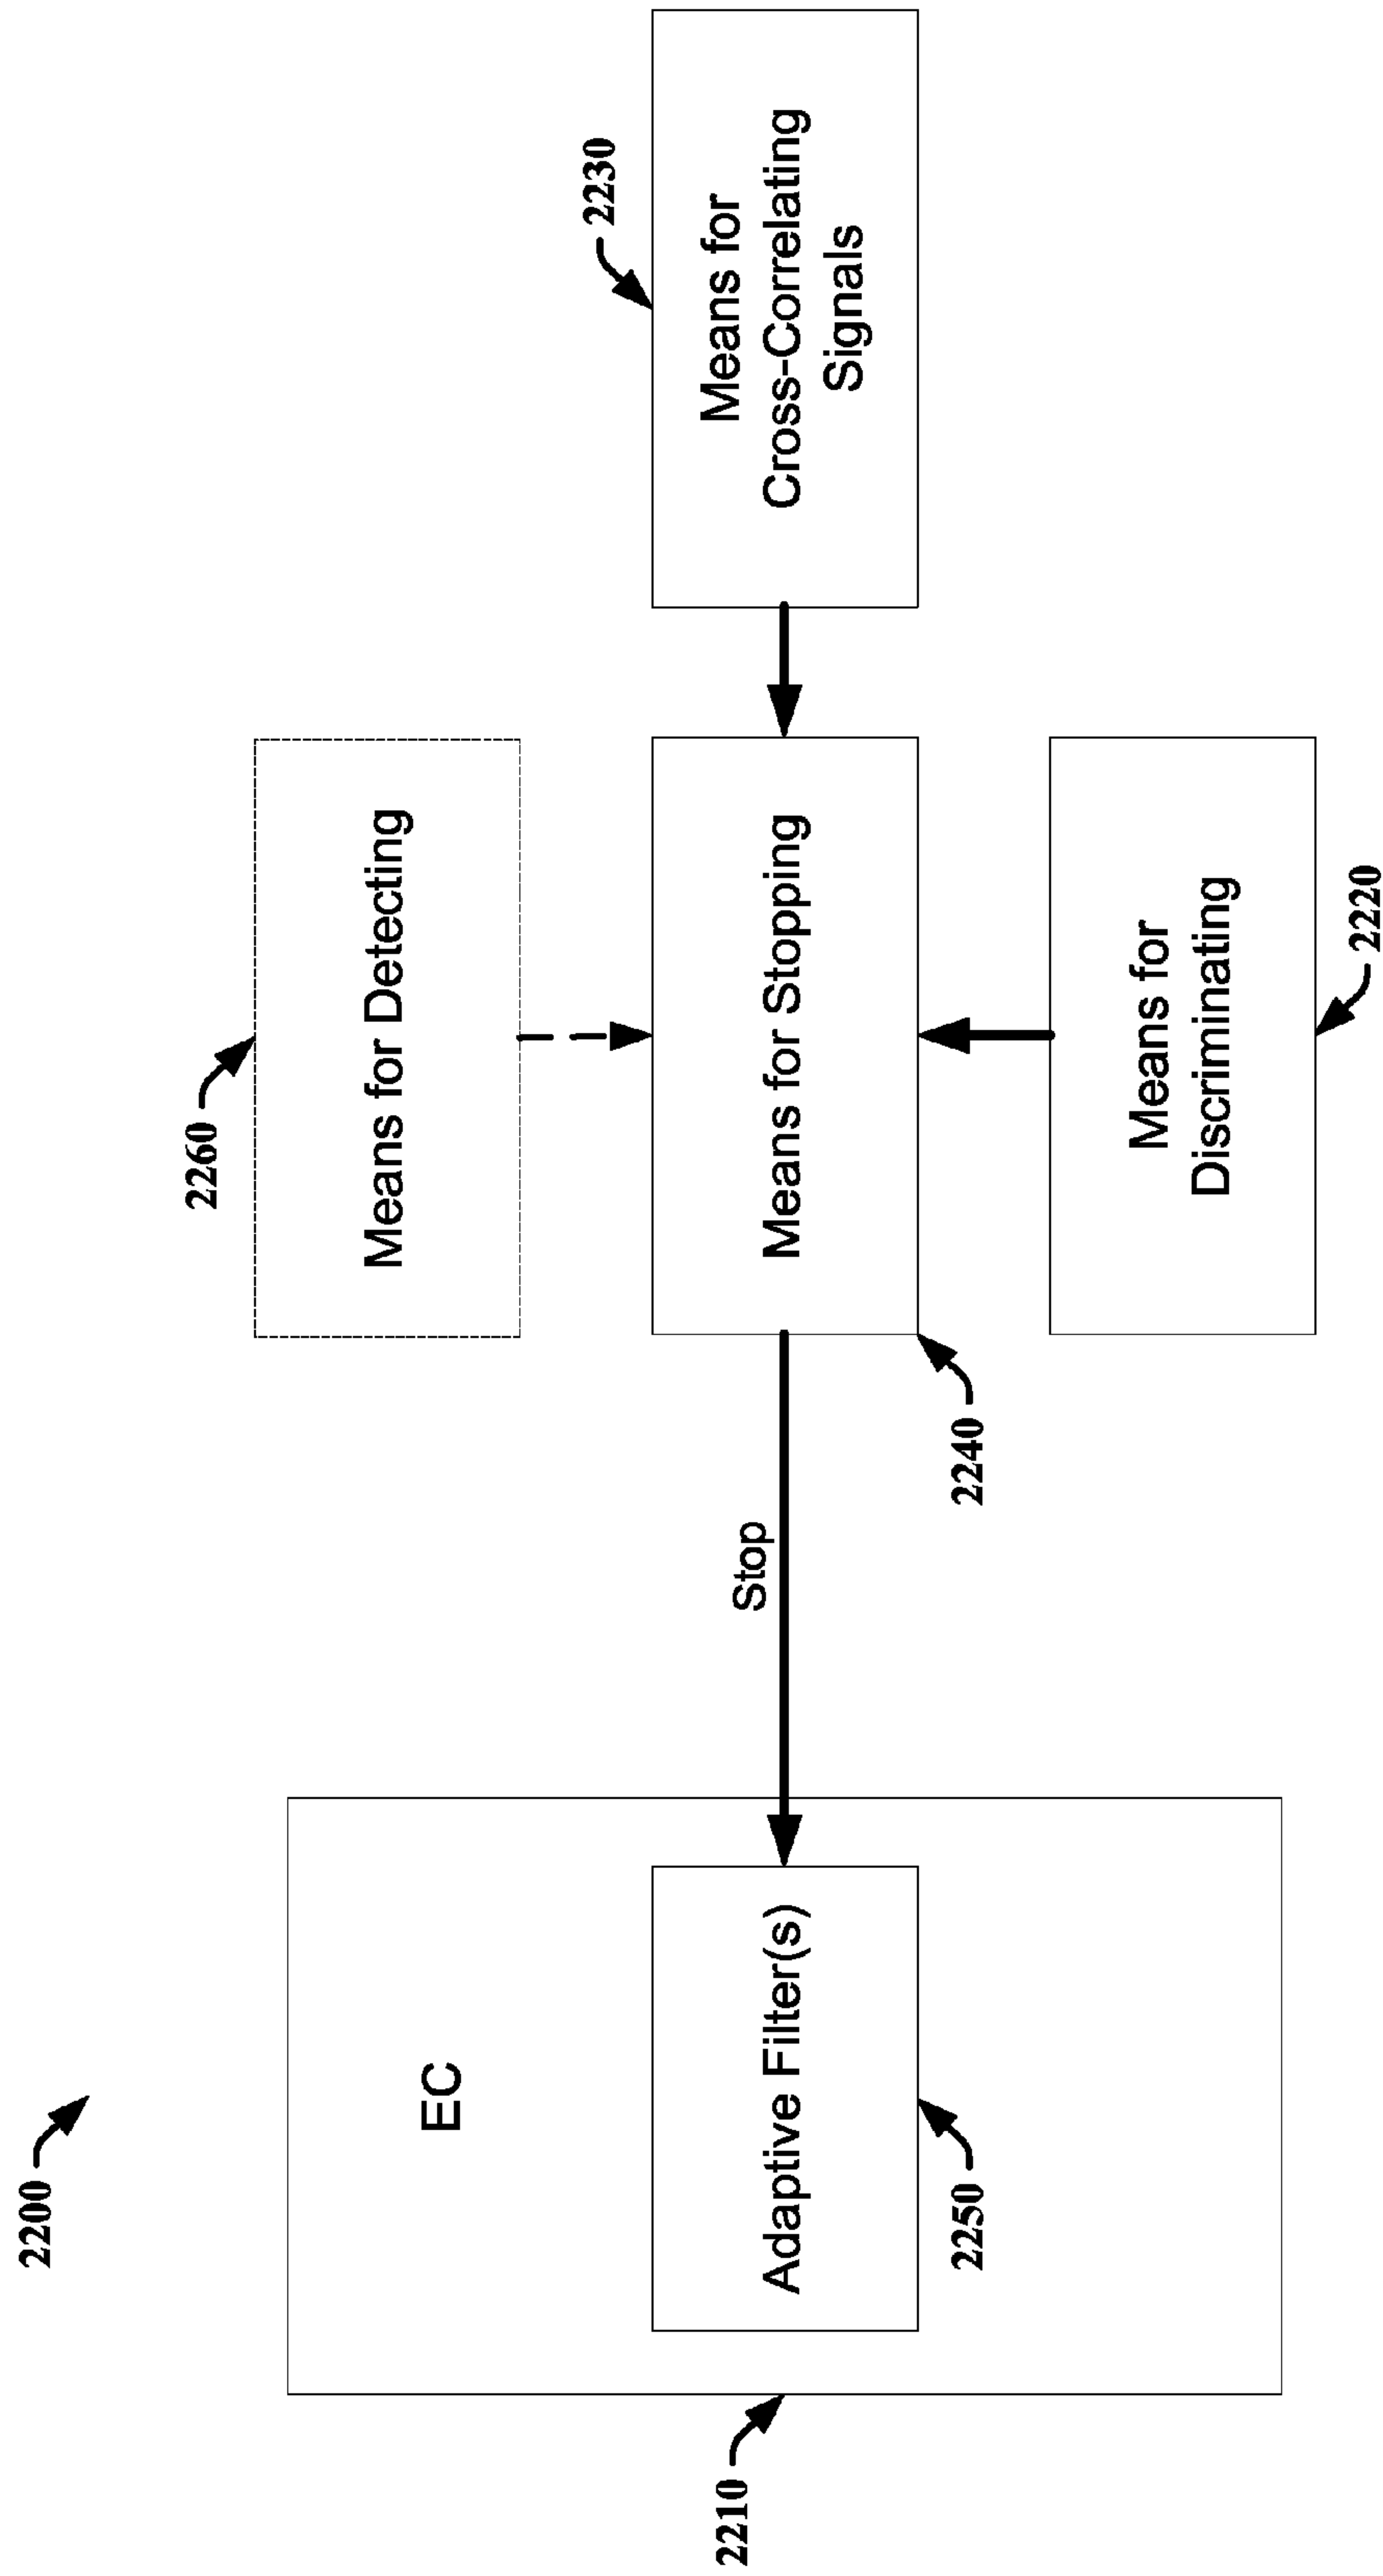 2200
2260
Means for Detecting
EC
2230
2210
Adaptive Filter(s)
Stop
Means for Stopping
Means for
Cross-Correlating
Signals
2250
2240
Means for
Discriminating
2220